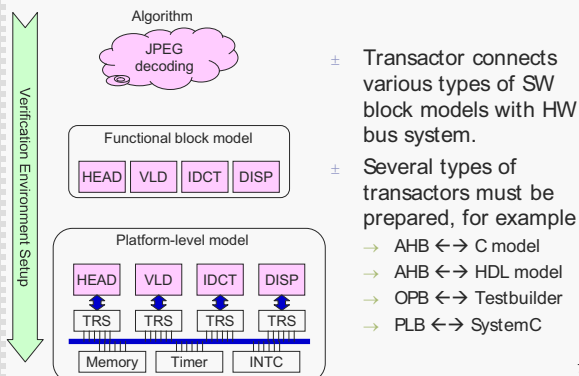 Verification Environment Setup
Algorithm
JPEG
decoding
Functional block model
HEAD VLD IDCT DISP
Platform-level model
HEAD VLD IDCT DISP
TRS TRS TRS TRS
Memory Timer INTC
± Transactor connects
various types of SW
block models with HW
bus system.
± Several types of
transactors must be
prepared, for example
→ AHB ←→ C model
→ AHB ←→ HDL model
→ OPB ←→ Testbuilder
→ PLB ←→ SystemC